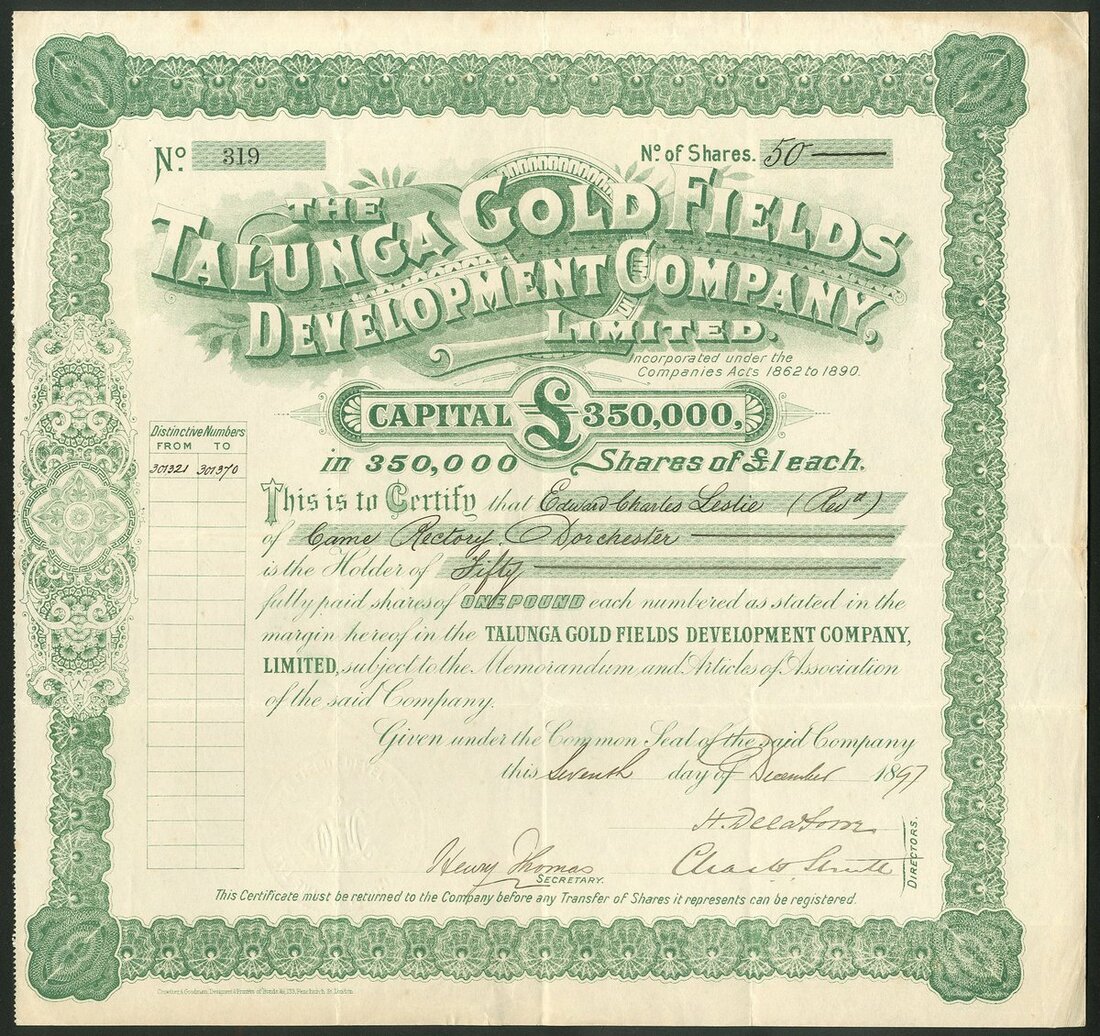 No. 319
No. of Shares. 50
THE
TALUNGA GOLD FIELDS
DEVELOPMENT COMPANY,
LIMITED.
Incorporated under the
Companies Acts 1862 to 1890.
CAPITAL £ 350,000,
in 350,000 Shares of £1 each.
Distinctive Numbers
FROM TO
301321 301370
This is to Certify that Edward Charles Leslie (Revd)
of Came Rectory, Dorchester
is the Holder of Fifty
fully paid shares of ONE POUND each numbered as stated in the
margin hereof in the TALUNGA GOLD FIELDS DEVELOPMENT COMPANY,
LIMITED, subject to the Memorandum and Articles of Association
of the said Company.
Given under the Common Seal of the said Company
this Seventh day of December 1897
Henry Thomas
SECRETARY.
DIRECTORS.
This Certificate must be returned to the Company before any Transfer of Shares it represents can be registered.